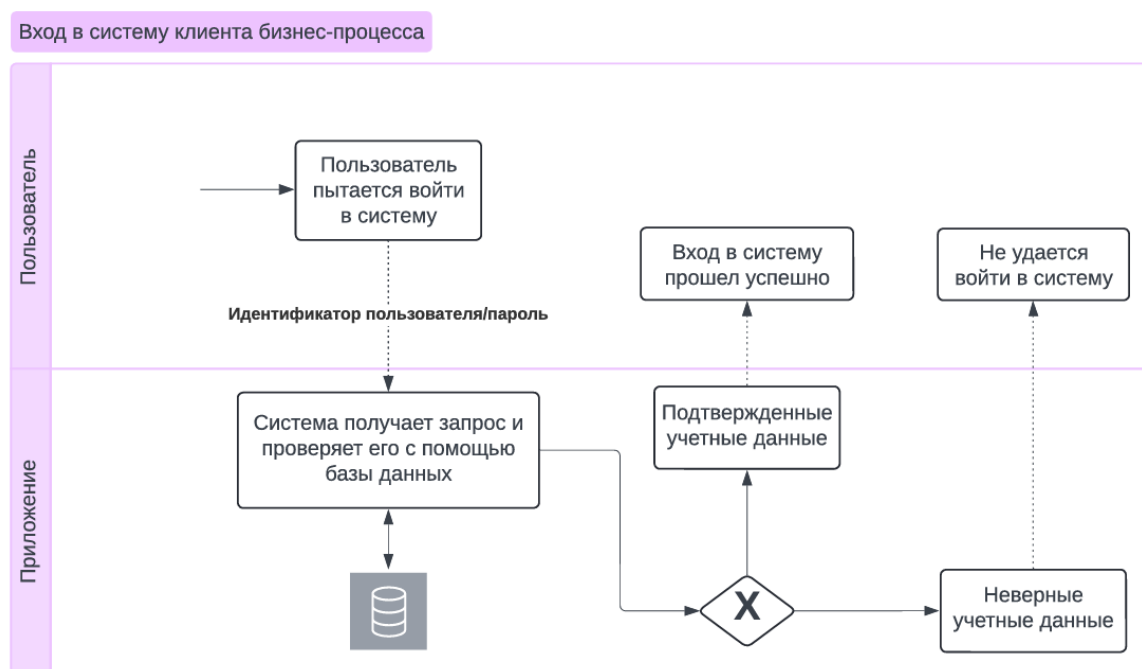 Вход в систему клиента бизнес-процесса
Пользователь
Пользователь
пытается войти
в систему
Вход в систему
прошел успешно
Не удается
войти в систему
Идентификатор пользователя/пароль
Приложение
Система получает запрос и
проверяет его с помощью
базы данных
Подтвержденные
учетные данные
X
Неверные
учетные данные